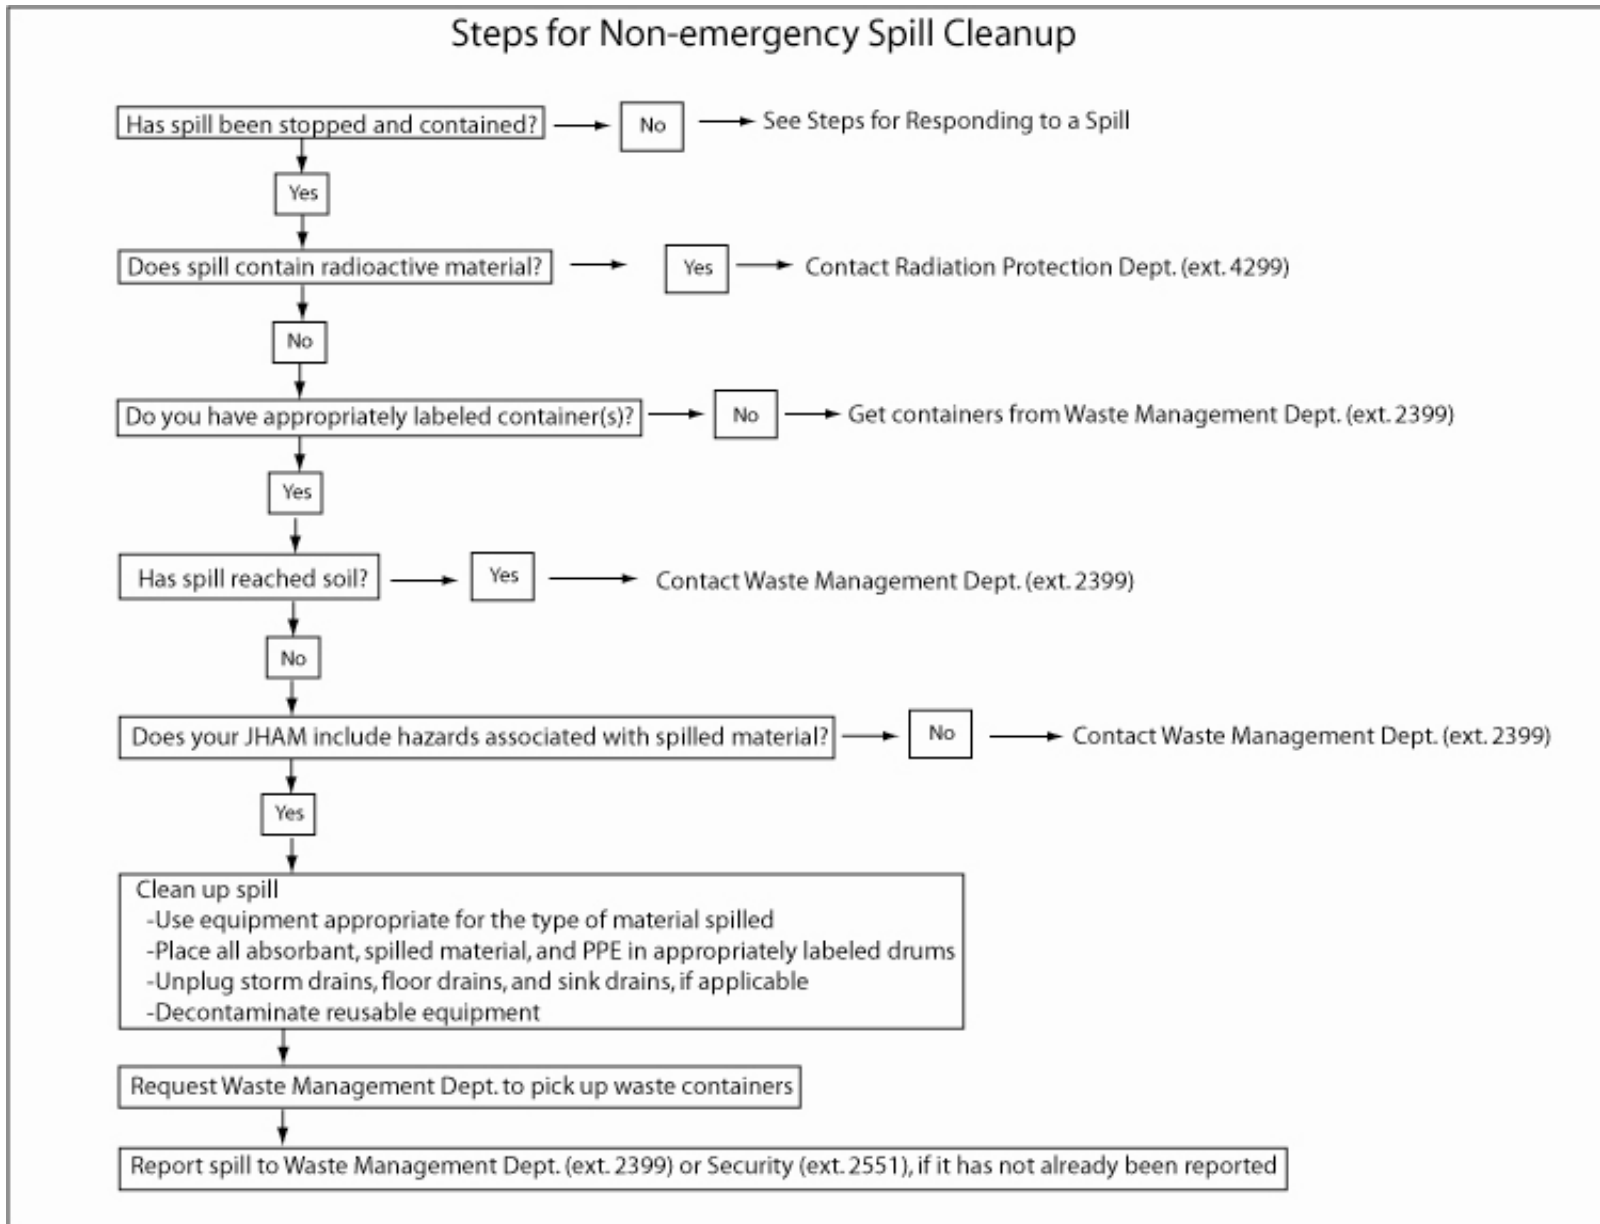 Steps for Non-emergency Spill Cleanup
Has spill been stopped and contained?
No
See Steps for Responding to a Spill
Yes
Does spill contain radioactive material?
Yes
Contact Radiation Protection Dept. (ext. 4299)
No
Do you have appropriately labeled container(s)?
No
Get containers from Waste Management Dept. (ext. 2399)
Yes
Has spill reached soil?
Yes
Contact Waste Management Dept. (ext. 2399)
No
Does your JHAM include hazards associated with spilled material?
No
Contact Waste Management Dept. (ext. 2399)
Yes
Clean up spill
-Use equipment appropriate for the type of material spilled
-Place all absorbant, spilled material, and PPE in appropriately labeled drums
-Unplug storm drains, floor drains, and sink drains, if applicable
-Decontaminate reusable equipment
Request Waste Management Dept. to pick up waste containers
Report spill to Waste Management Dept. (ext. 2399) or Security (ext. 2551), if it has not already been reported